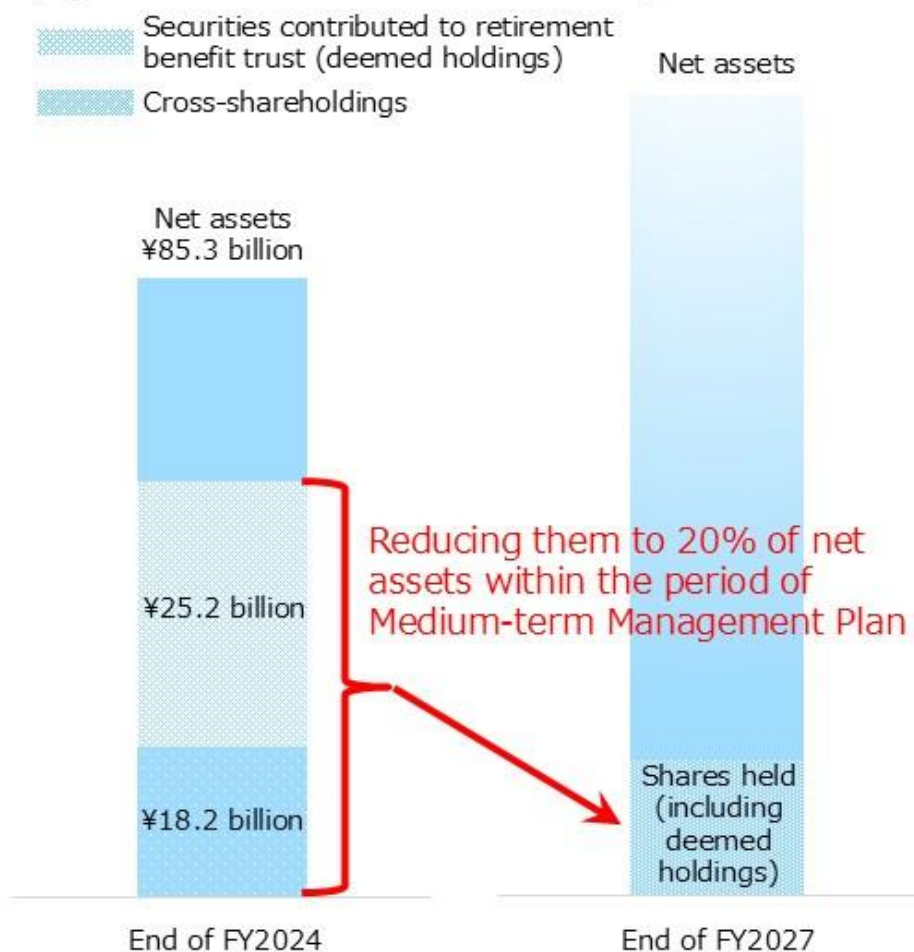 Securities contributed to retirement
benefit trust (deemed holdings)
Cross-shareholdings
Net assets
Net assets
¥85.3 billion
Reducing them to 20% of net
assets within the period of
Medium-term Management Plan
¥25.2 billion
¥18.2 billion
Shares held
(including
deemed
holdings)
End of FY2024
End of FY2027